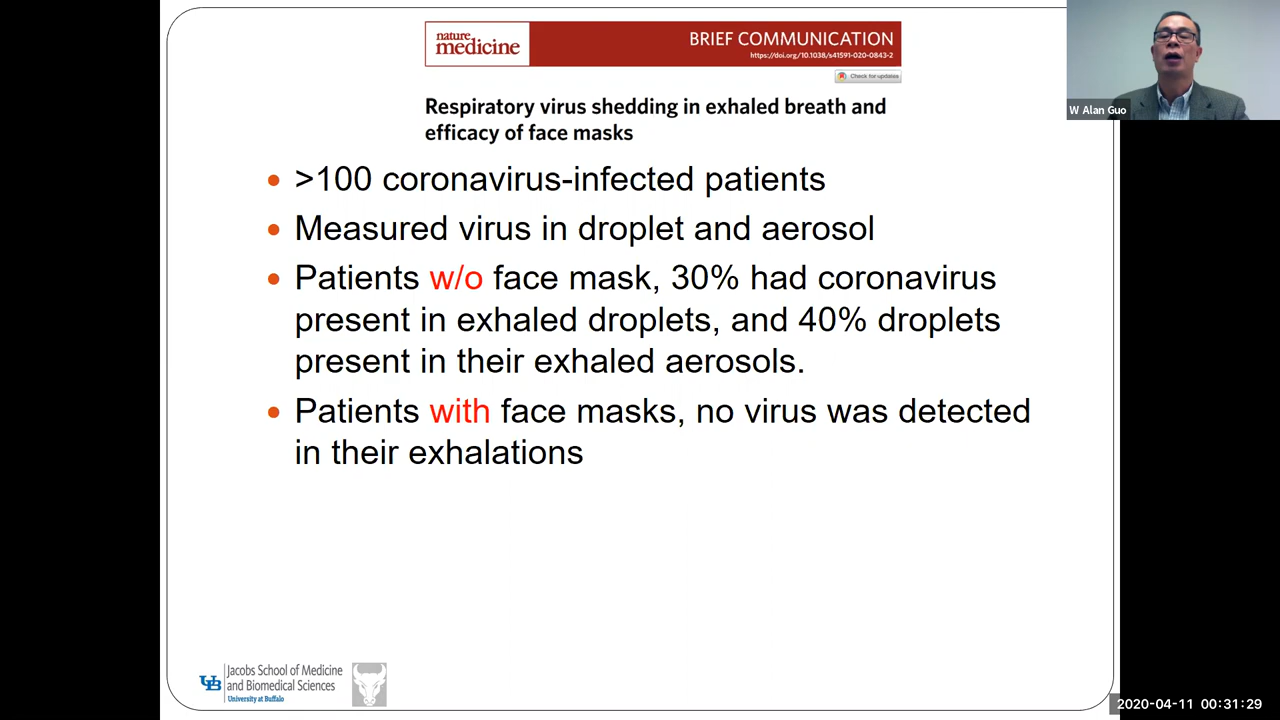 nature
medicine
BRIEF COMMUNICATION
https://doi.org/10.1038/s41591-020-0843-2
Check for updates
W Alan Guo
Respiratory virus shedding in exhaled breath and
efficacy of face masks
• >100 coronavirus-infected patients
• Measured virus in droplet and aerosol
• Patients w/o face mask, 30% had coronavirus
present in exhaled droplets, and 40% droplets
present in their exhaled aerosols.
• Patients with face masks, no virus was detected
in their exhalations
UB
Jacobs School of Medicine
and Biomedical Sciences
University at Buffalo
2020-04-11 00:31:29